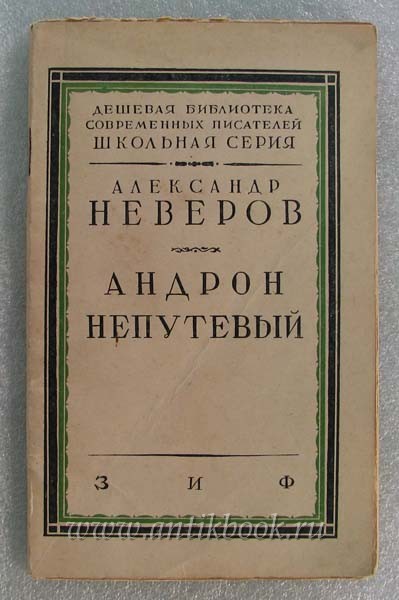 ДЕШЕВАЯ БИБЛИОТЕКА
СОВРЕМЕННЫХ ПИСАТЕЛЕЙ
ШКОЛЬНАЯ СЕРИЯ
АЛЕКСАНДР
НЕВЕРОВ
АНДРОН
НЕПУТЕВЫЙ
З И Ф
www.antikbook.ru